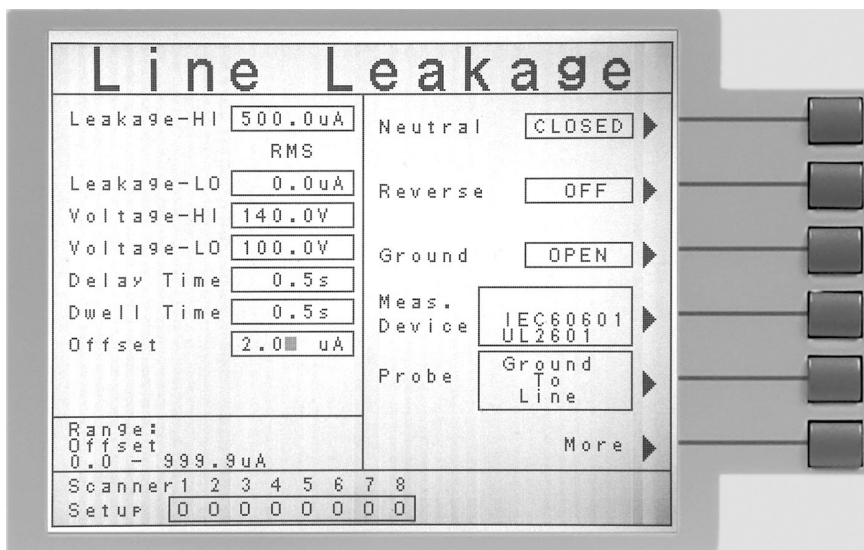 Line Leakage
Leakage-HI 500.0uA
RMS
Leakage-LO 0.0uA
Voltage-HI 140.0V
Voltage-LO 100.0V
Delay Time 0.5s
Dwell Time 0.5s
Offset 2.0 uA
Neutral CLOSED
Reverse OFF
Ground OPEN
Meas.
Device IEC60601
UL2601
Probe Ground
To
Line
More
Range:
Offset
0.0 - 999.9uA
Scanner 1 2 3 4 5 6 7 8
Setup 0 0 0 0 0 0 0 0